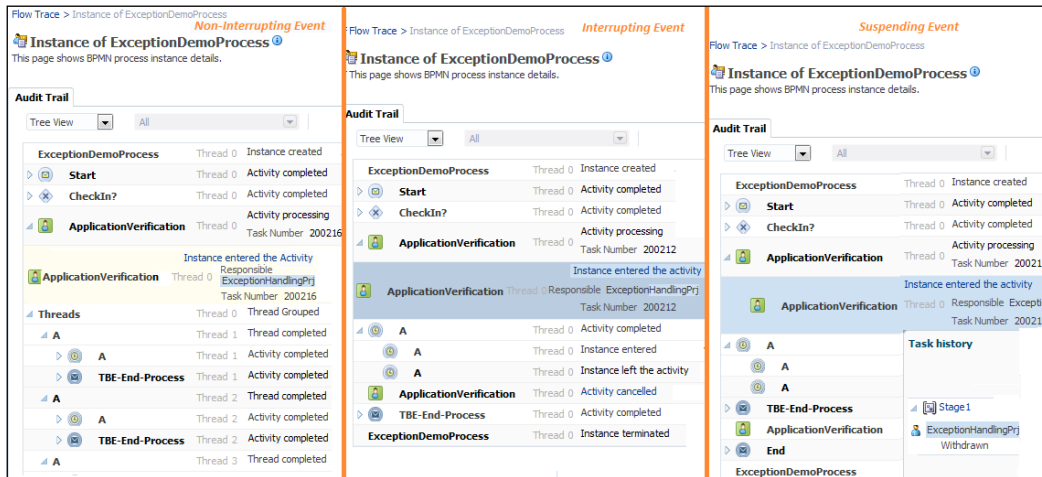 Flow Trace > Instance of ExceptionDemoProcess
Non-Interrupting Event
Instance of ExceptionDemoProcess
This page shows BPMN process instance details.
Audit Trail
Tree View All
ExceptionDemoProcess Thread 0 Instance created
Start Thread 0 Activity completed
CheckIn? Thread 0 Activity completed
ApplicationVerification Thread 0 Activity processing
Task Number 200216
Instance entered the Activity
ApplicationVerification Thread 0 Responsible
ExceptionHandlingPrj
Task Number 200216
Threads Thread 0 Thread Grouped
A Thread 1 Thread completed
A Thread 1 Activity completed
TBE-End-Process Thread 1 Activity completed
A Thread 2 Thread completed
A Thread 2 Activity completed
TBE-End-Process Thread 2 Activity completed
A Thread 3 Thread completed
Flow Trace > Instance of ExceptionDemoProcess
Interrupting Event
Instance of ExceptionDemoProcess
This page shows BPMN process instance details.
Audit Trail
Tree View All
ExceptionDemoProcess Thread 0 Instance created
Start Thread 0 Activity completed
CheckIn? Thread 0 Activity completed
ApplicationVerification Thread 0 Activity processing
Task Number 200212
Instance entered the activity
ApplicationVerification Thread 0 Responsible ExceptionHandlingPrj
Task Number 200212
A Thread 0 Activity completed
A Thread 0 Instance entered
A Thread 0 Instance left the activity
ApplicationVerification Thread 0 Activity cancelled
TBE-End-Process Thread 0 Activity completed
ExceptionDemoProcess Thread 0 Instance terminated
Suspending Event
Flow Trace > Instance of ExceptionDemoProcess
Instance of ExceptionDemoProcess
This page shows BPMN process instance details.
Audit Trail
Tree View All
ExceptionDemoProcess Thread 0 Instance created
Start Thread 0 Activity completed
CheckIn? Thread 0 Activity completed
ApplicationVerification Thread 0 Activity processing
Task Number 20021
Instance entered the activity
ApplicationVerification Thread 0 Responsible Excepti
Task Number 20021
A
A
A
TBE-End-Process
ApplicationVerification
End
ExceptionDemoProcess
Task history
Stage1
ExceptionHandlingPrj
Withdrawn